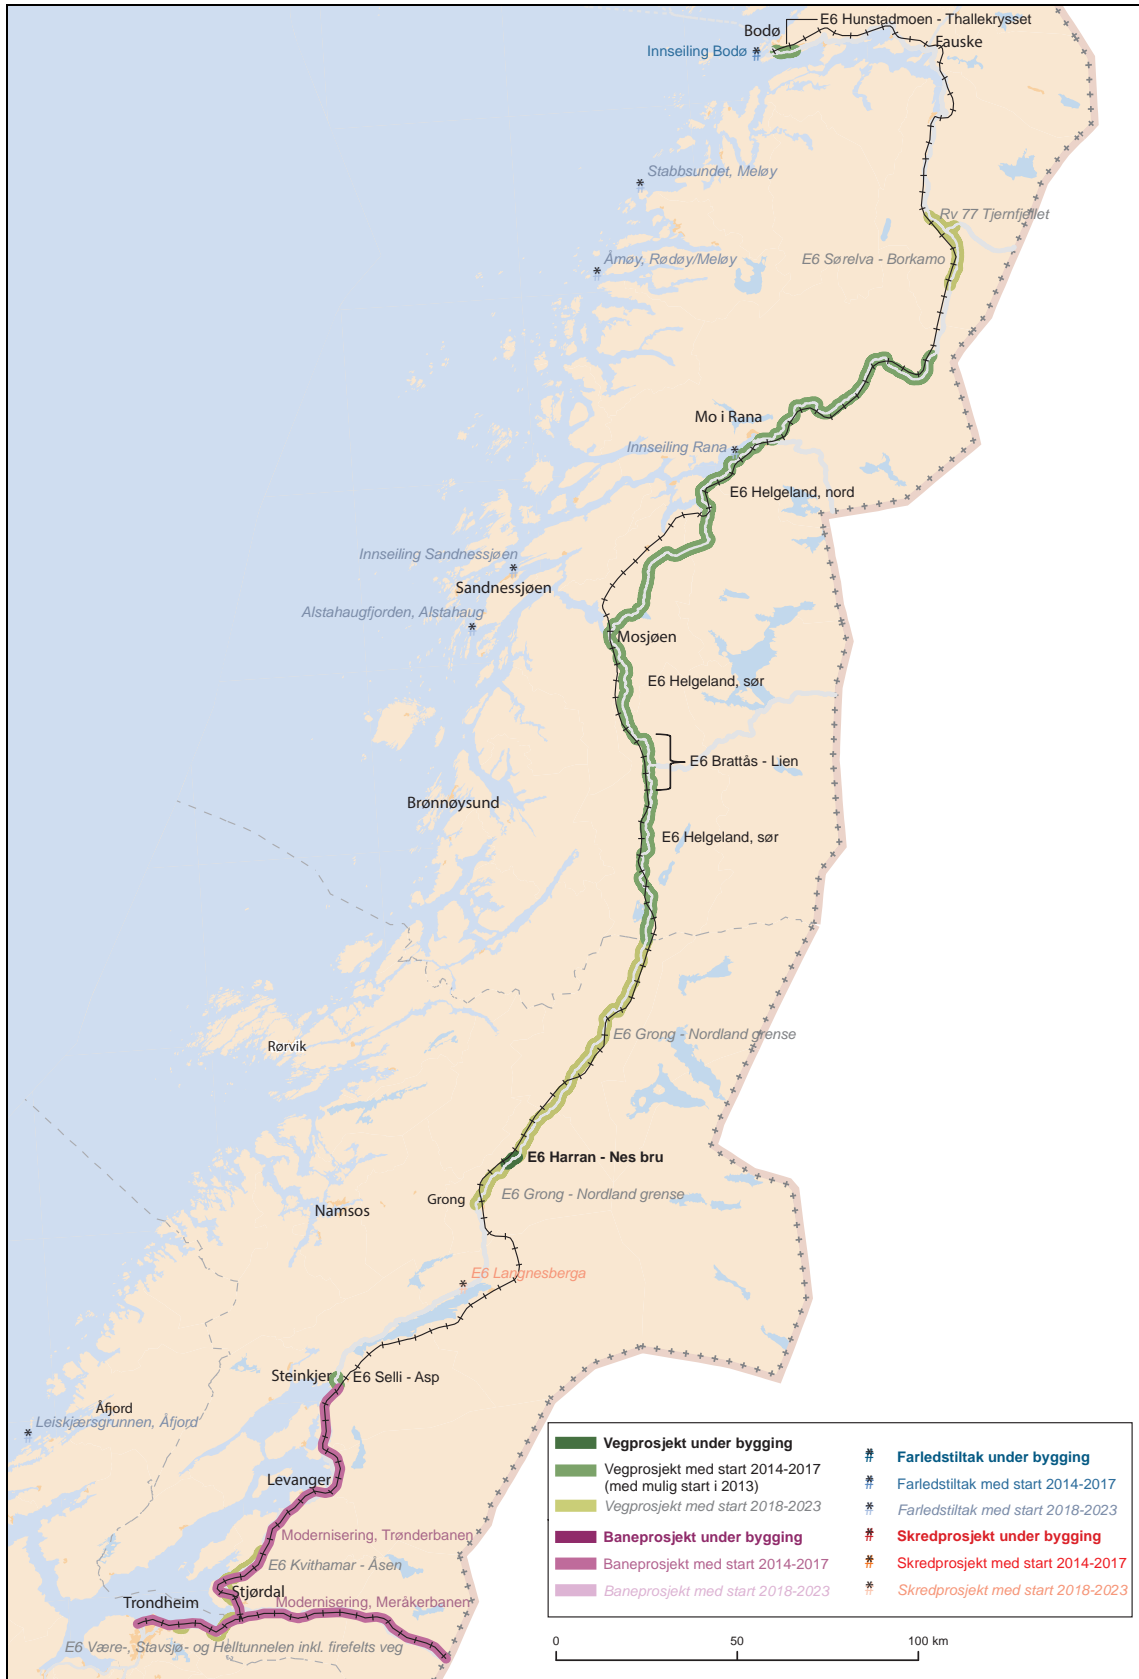 E6 Hunstadmoen - Thallekrysset
Bodø
Innseiling Bodø
Fauske
Stabbsundet, Meløy
Rv 77 Tjernfjellet
Åmøy, Rødøy/Meløy
E6 Sørelva - Borkamo
Mo i Rana
Innseiling Rana
E6 Helgeland, nord
Innseiling Sandnessjøen
Sandnessjøen
Alstahaugfjorden, Alstahaug
Mosjøen
E6 Helgeland, sør
E6 Brattås - Lien
Brønnøysund
E6 Helgeland, sør
E6 Grong - Nordland grense
Rørvik
E6 Harran - Nes bru
E6 Grong - Nordland grense
Grong
Namsos
E6 Langnesberga
Steinkjer
E6 Selli - Asp
Åfjord
Leiskjærsgrunnen, Åfjord
Levanger
Modernisering, Trønderbanen
E6 Kvithamar - Åsen
Stjørdal
Trondheim
Modernisering, Meråkerbanen
E6 Være-, Stavsjø- og Helltunnelen inkl. firefelts veg
Vegprosjekt under bygging
Vegprosjekt med start 2014-2017
(med mulig start i 2013)
Vegprosjekt med start 2018-2023
Baneprosjekt under bygging
Baneprosjekt med start 2014-2017
Baneprosjekt med start 2018-2023
Farledstiltak under bygging
Farledstiltak med start 2014-2017
Farledstiltak med start 2018-2023
Skredprosjekt under bygging
Skredprosjekt med start 2014-2017
Skredprosjekt med start 2018-2023
0 50 100 km